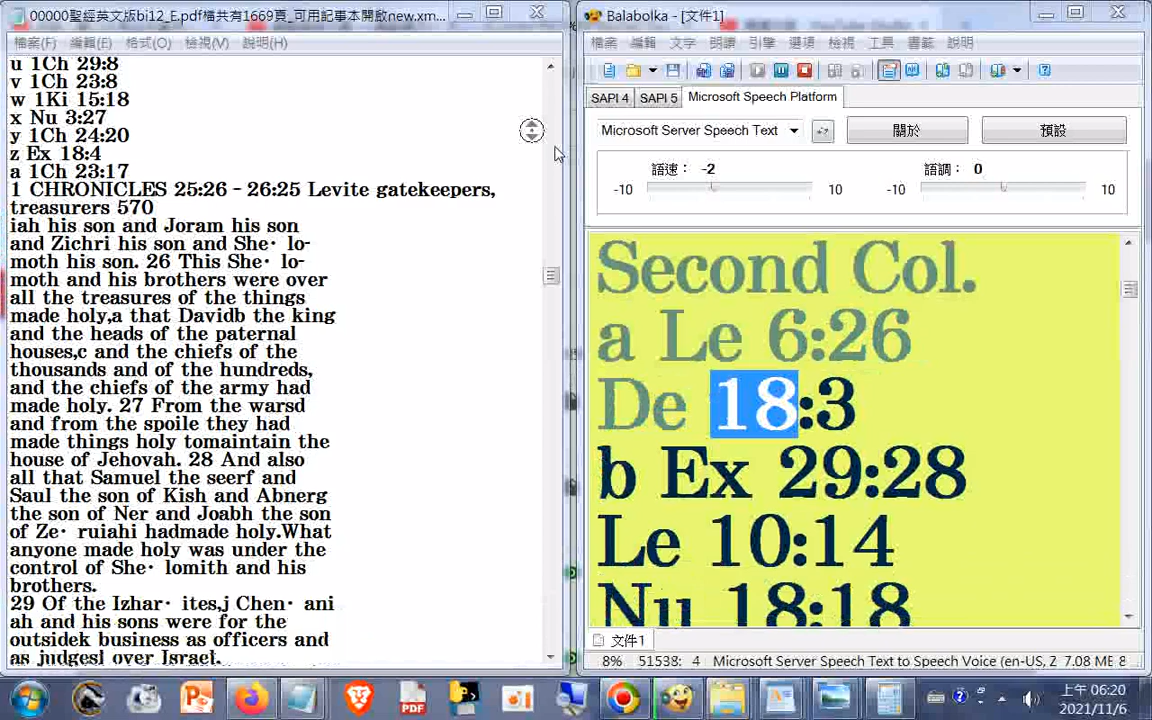 00000聖經英文版bi12_E.pdf檔共有1669頁_可用記事本開啟new.xm...
檔案(F) 編輯(E) 格式(O) 檢視(V) 說明(H)
u 1Ch 29:8
v 1Ch 23:8
w 1Ki 15:18
x Nu 3:27
y 1Ch 24:20
z Ex 18:4
a 1Ch 23:17
1 CHRONICLES 25:26 - 26:25 Levite gatekeepers,
treasurers 570
iah his son and Joram his son
and Zichri his son and She· lo-
moth his son. 26 This She· lo-
moth and his brothers were over
all the treasures of the things
made holy,a that Davidb the king
and the heads of the paternal
houses,c and the chiefs of the
thousands and of the hundreds,
and the chiefs of the army had
made holy. 27 From the warsd
and from the spoile they had
made things holy tomaintain the
house of Jehovah. 28 And also
all that Samuel the seerf and
Saul the son of Kish and Abnerg
the son of Ner and Joabh the son
of Ze· ruiahi hadmade holy.What
anyone made holy was under the
control of She· lomith and his
brothers.
29 Of the Izhar· ites,j Chen· ani
ah and his sons were for the
outsidek business as officers and
as judgesl over Israel.
Balabolka - [文件1]
檔案 編輯 文字 朗讀 引擎 選項 檢視 工具 書籤 說明
SAPI 4 SAPI 5 Microsoft Speech Platform
Microsoft Server Speech Text 關於 預設
語速： -2 語調： 0
-10 10 -10 10
Second Col.
a Le 6:26
De 18:3
b Ex 29:28
Le 10:14
Nu 18:18
文件1
8% 51538: 4 Microsoft Server Speech Text to Speech Voice (en-US, 2 7.08 MB 8
上午 06:20
2021/11/6